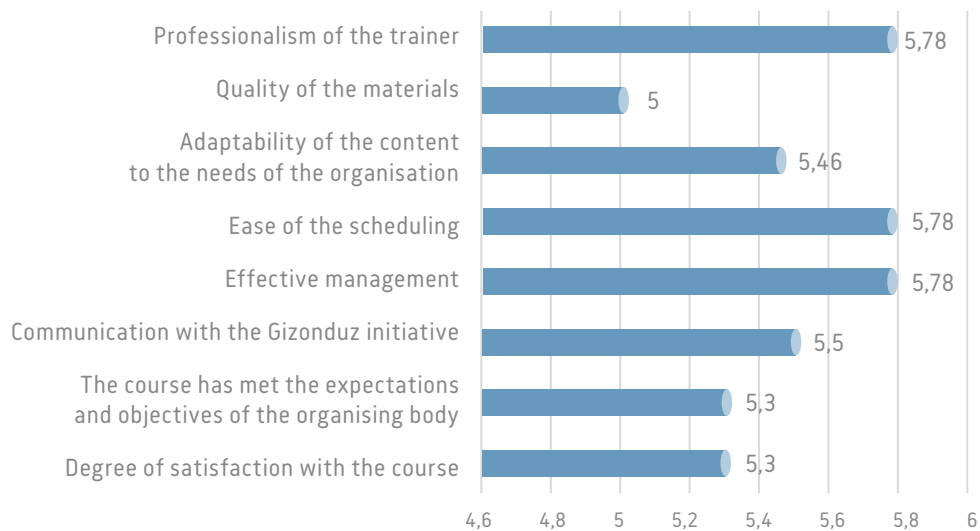 Professionalism of the trainer
5,78
Quality of the materials
5
Adaptability of the content
to the needs of the organisation
5,46
Ease of the scheduling
5,78
Effective management
5,78
Communication with the Gizonduz initiative
5,5
The course has met the expectations
and objectives of the organising body
5,3
Degree of satisfaction with the course
5,3
4,6 4,8 5 5,2 5,4 5,6 5,8 6